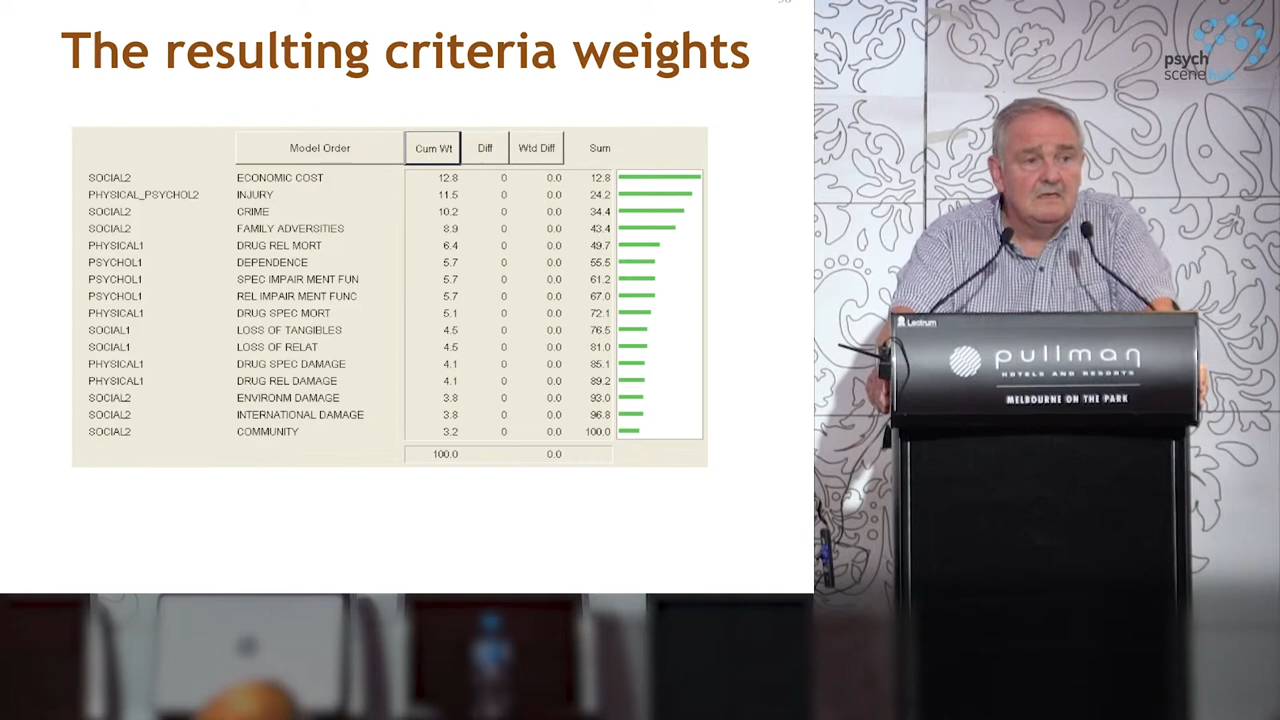 The resulting criteria weights
Model Order Cum Wt Diff Wtd Diff Sum
SOCIAL2 ECONOMIC COST 12.8 0 0.0 12.8
PHYSICAL_PSYCHOL2 INJURY 11.5 0 0.0 24.2
SOCIAL2 CRIME 10.2 0 0.0 34.4
SOCIAL2 FAMILY ADVERSITIES 8.9 0 0.0 43.4
PHYSICAL1 DRUG REL MORT 6.4 0 0.0 49.7
PSYCHOL1 DEPENDENCE 5.7 0 0.0 55.5
PSYCHOL1 SPEC IMPAIR MENT FUN 5.7 0 0.0 61.2
PSYCHOL1 REL IMPAIR MENT FUNC 5.7 0 0.0 67.0
PHYSICAL1 DRUG SPEC MORT 5.1 0 0.0 72.1
SOCIAL1 LOSS OF TANGIBLES 4.5 0 0.0 76.5
SOCIAL1 LOSS OF RELAT 4.5 0 0.0 81.0
PHYSICAL1 DRUG SPEC DAMAGE 4.1 0 0.0 85.1
PHYSICAL1 DRUG REL DAMAGE 4.1 0 0.0 89.2
SOCIAL2 ENVIRONM DAMAGE 3.8 0 0.0 93.0
SOCIAL2 INTERNATIONAL DAMAGE 3.8 0 0.0 96.8
SOCIAL2 COMMUNITY 3.2 0 0.0 100.0
100.0 0.0
psych
scene hub
Lectrum
pullman
HOTELS AND RESORTS
MELBOURNE ON THE PARK